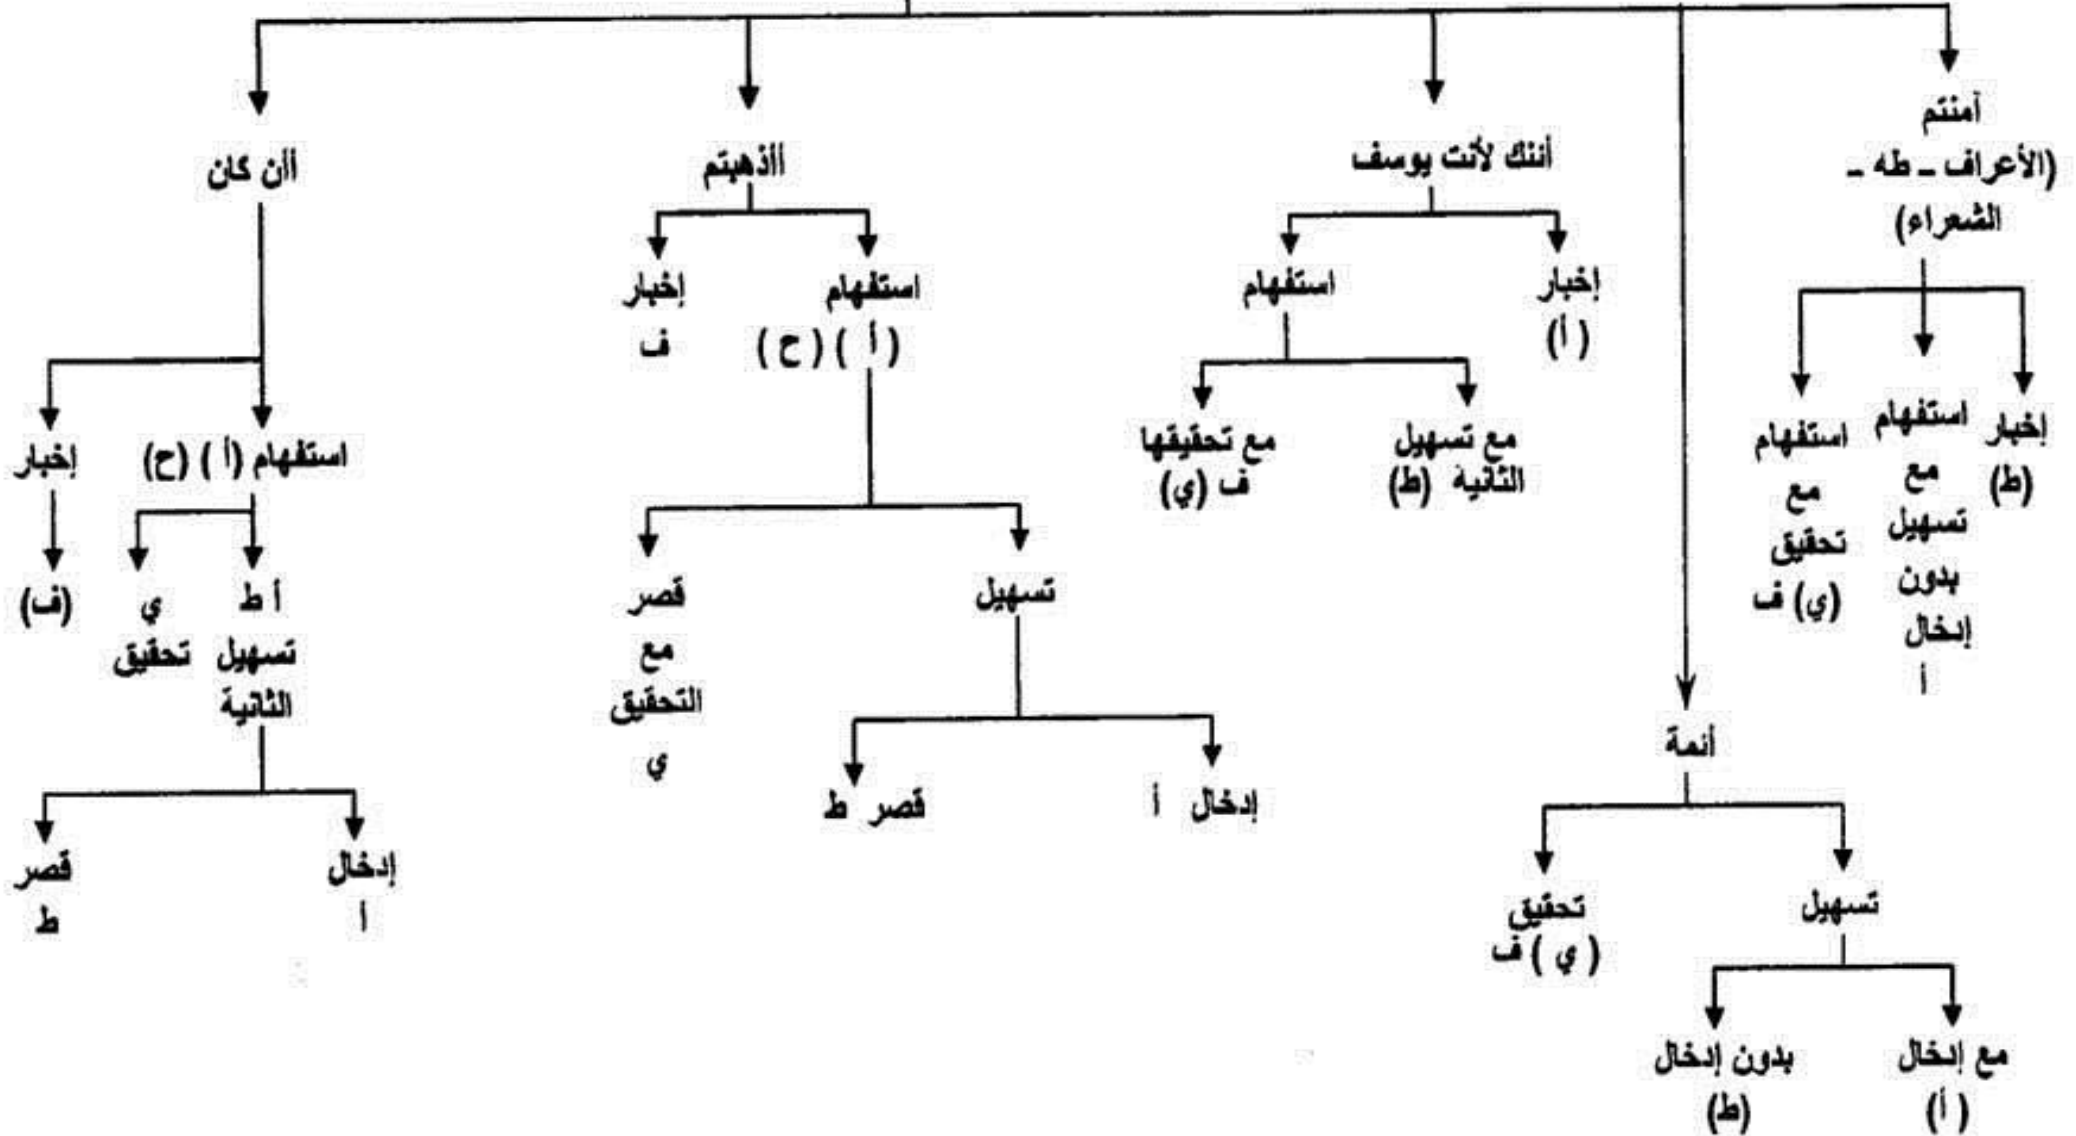 آمنتم
(الأعراف ـ طه ـ
الشعراء)
إخبار
(ط)
استفهام
مع
تسهيل
بدون
إدخال
أ
استفهام
مع
تحقيق
(ي) ف
أئمة
تسهيل
مع إدخال
(أ)
بدون إدخال
(ط)
تحقيق
(ي) ف
أئنك لأنت يوسف
إخبار
(أ)
استفهام
مع تسهيل
الثانية (ط)
مع تحقيقها
ف (ي)
أأذهبتم
استفهام
(أ) (ح)
تسهيل
إدخال أ
قصر ط
قصر
مع
التحقيق
ي
إخبار
ف
أأن كان
استفهام (أ) (ح)
أ ط
تسهيل
الثانية
إدخال
أ
قصر
ط
ي
تحقيق
إخبار
(ف)